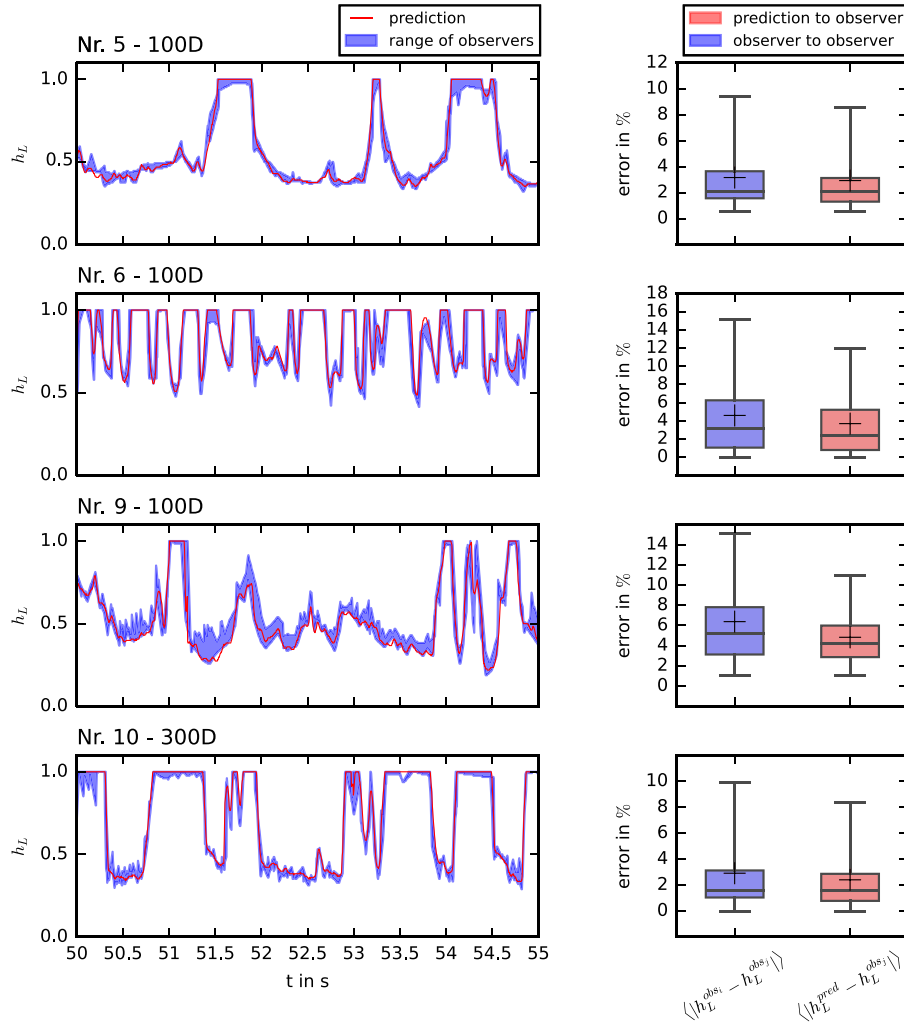 prediction
range of observers
prediction to observer
observer to observer
Nr. 5 - 100D
1.0
0.5
1.0
0.0
h_L
12
10
8
6
4
2
0
error in %
Nr. 6 - 100D
1.0
0.5
1.0
0.0
h_L
18
16
14
12
10
8
6
4
2
0
error in %
Nr. 9 - 100D
1.0
0.5
1.0
0.0
h_L
14
12
10
8
6
4
2
0
error in %
Nr. 10 - 300D
1.0
0.5
0.0
h_L
50 50.5 51 51.5 52 52.5 53 53.5 54 54.5 55
t in s
10
8
6
4
2
0
error in %
⟨|h_L^{obs_i} − h_L^{obs_j}|⟩
⟨|h_L^{pred} − h_L^{obs_j}|⟩